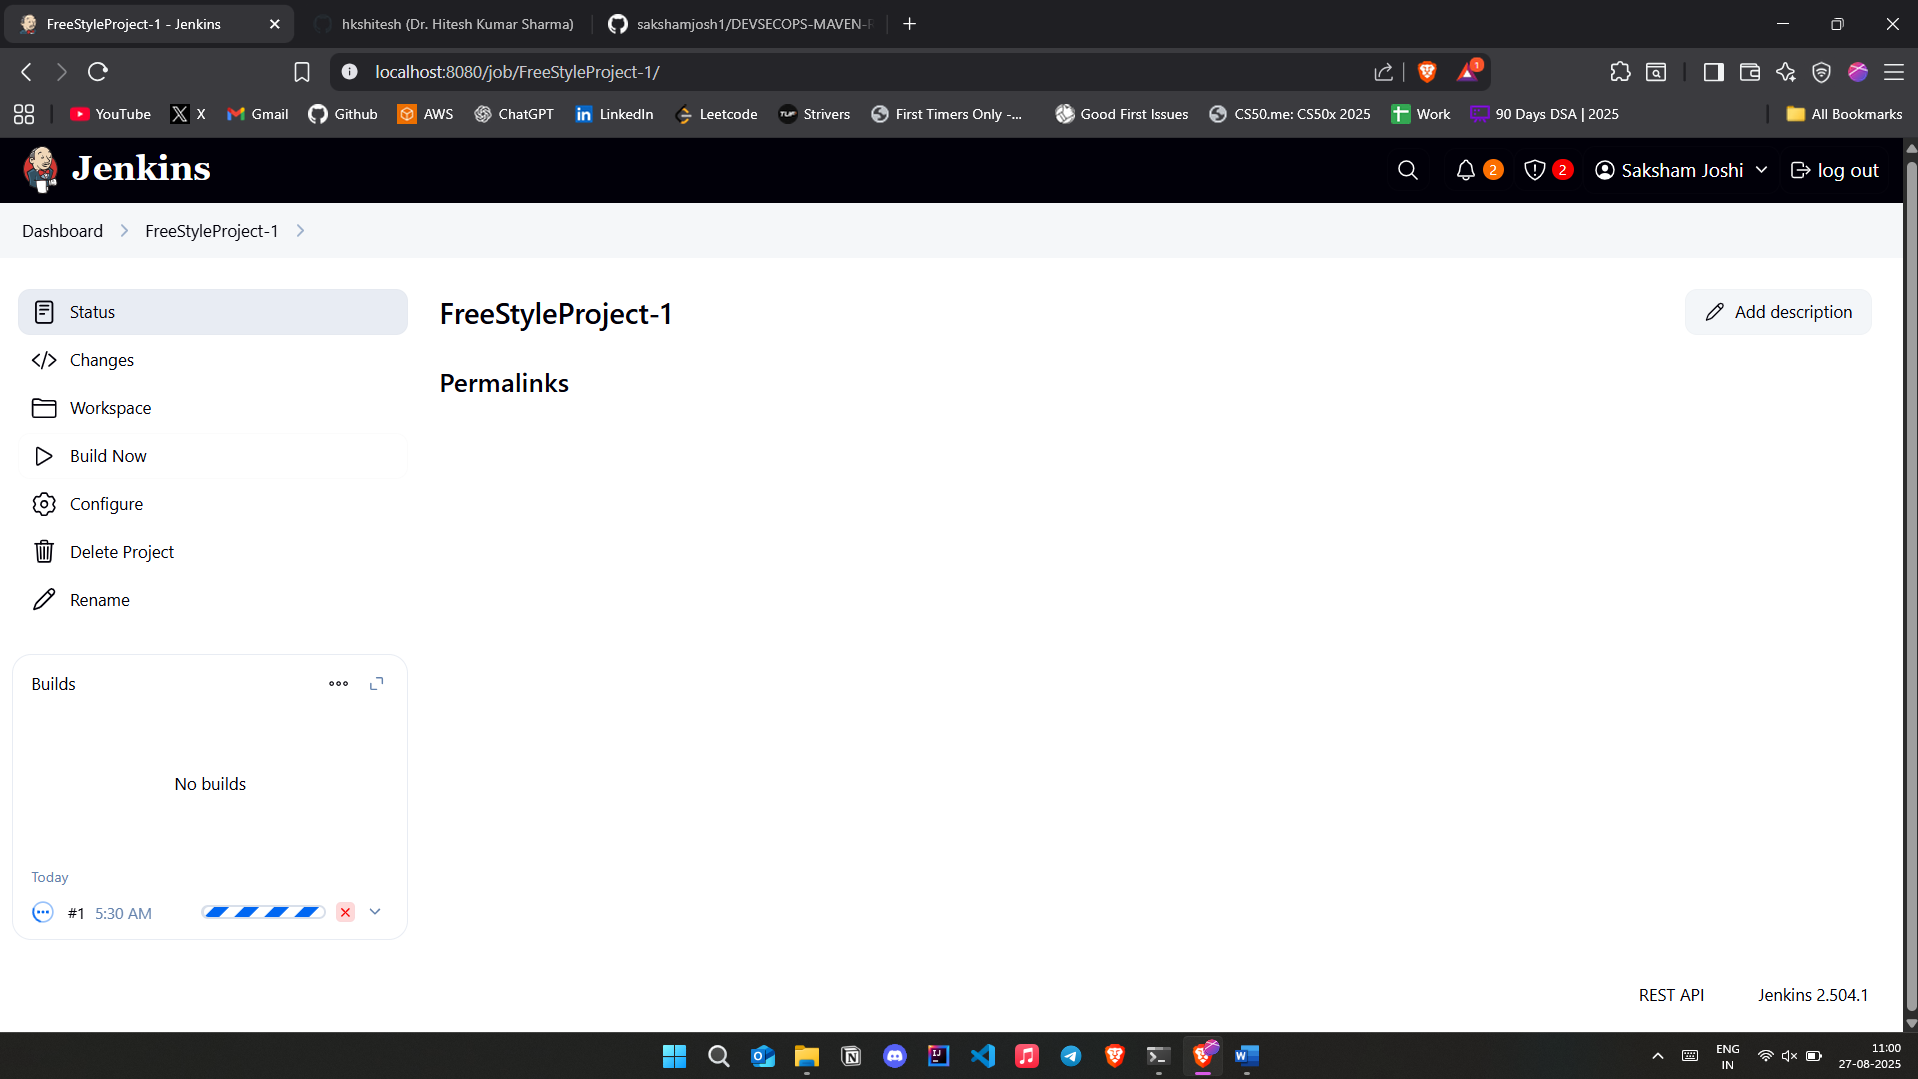 FreeStyleProject-1 - Jenkins
hkshitesh (Dr. Hitesh Kumar Sharma)
sakshamjosh1/DEVSECOPS-MAVEN-
localhost:8080/job/FreeStyleProject-1/
1
YouTube X Gmail Github AWS ChatGPT LinkedIn Leetcode Strivers First Timers Only -... Good First Issues CS50.me: CS50x 2025 Work 90 Days DSA | 2025 All Bookmarks
Jenkins
2
2
Saksham Joshi
log out
Dashboard
FreeStyleProject-1
Status
Changes
Workspace
Build Now
Configure
Delete Project
Rename
FreeStyleProject-1
Add description
Permalinks
Builds
No builds
Today
#1 5:30 AM
REST API
Jenkins 2.504.1
ENG
IN
11:00
27-08-2025